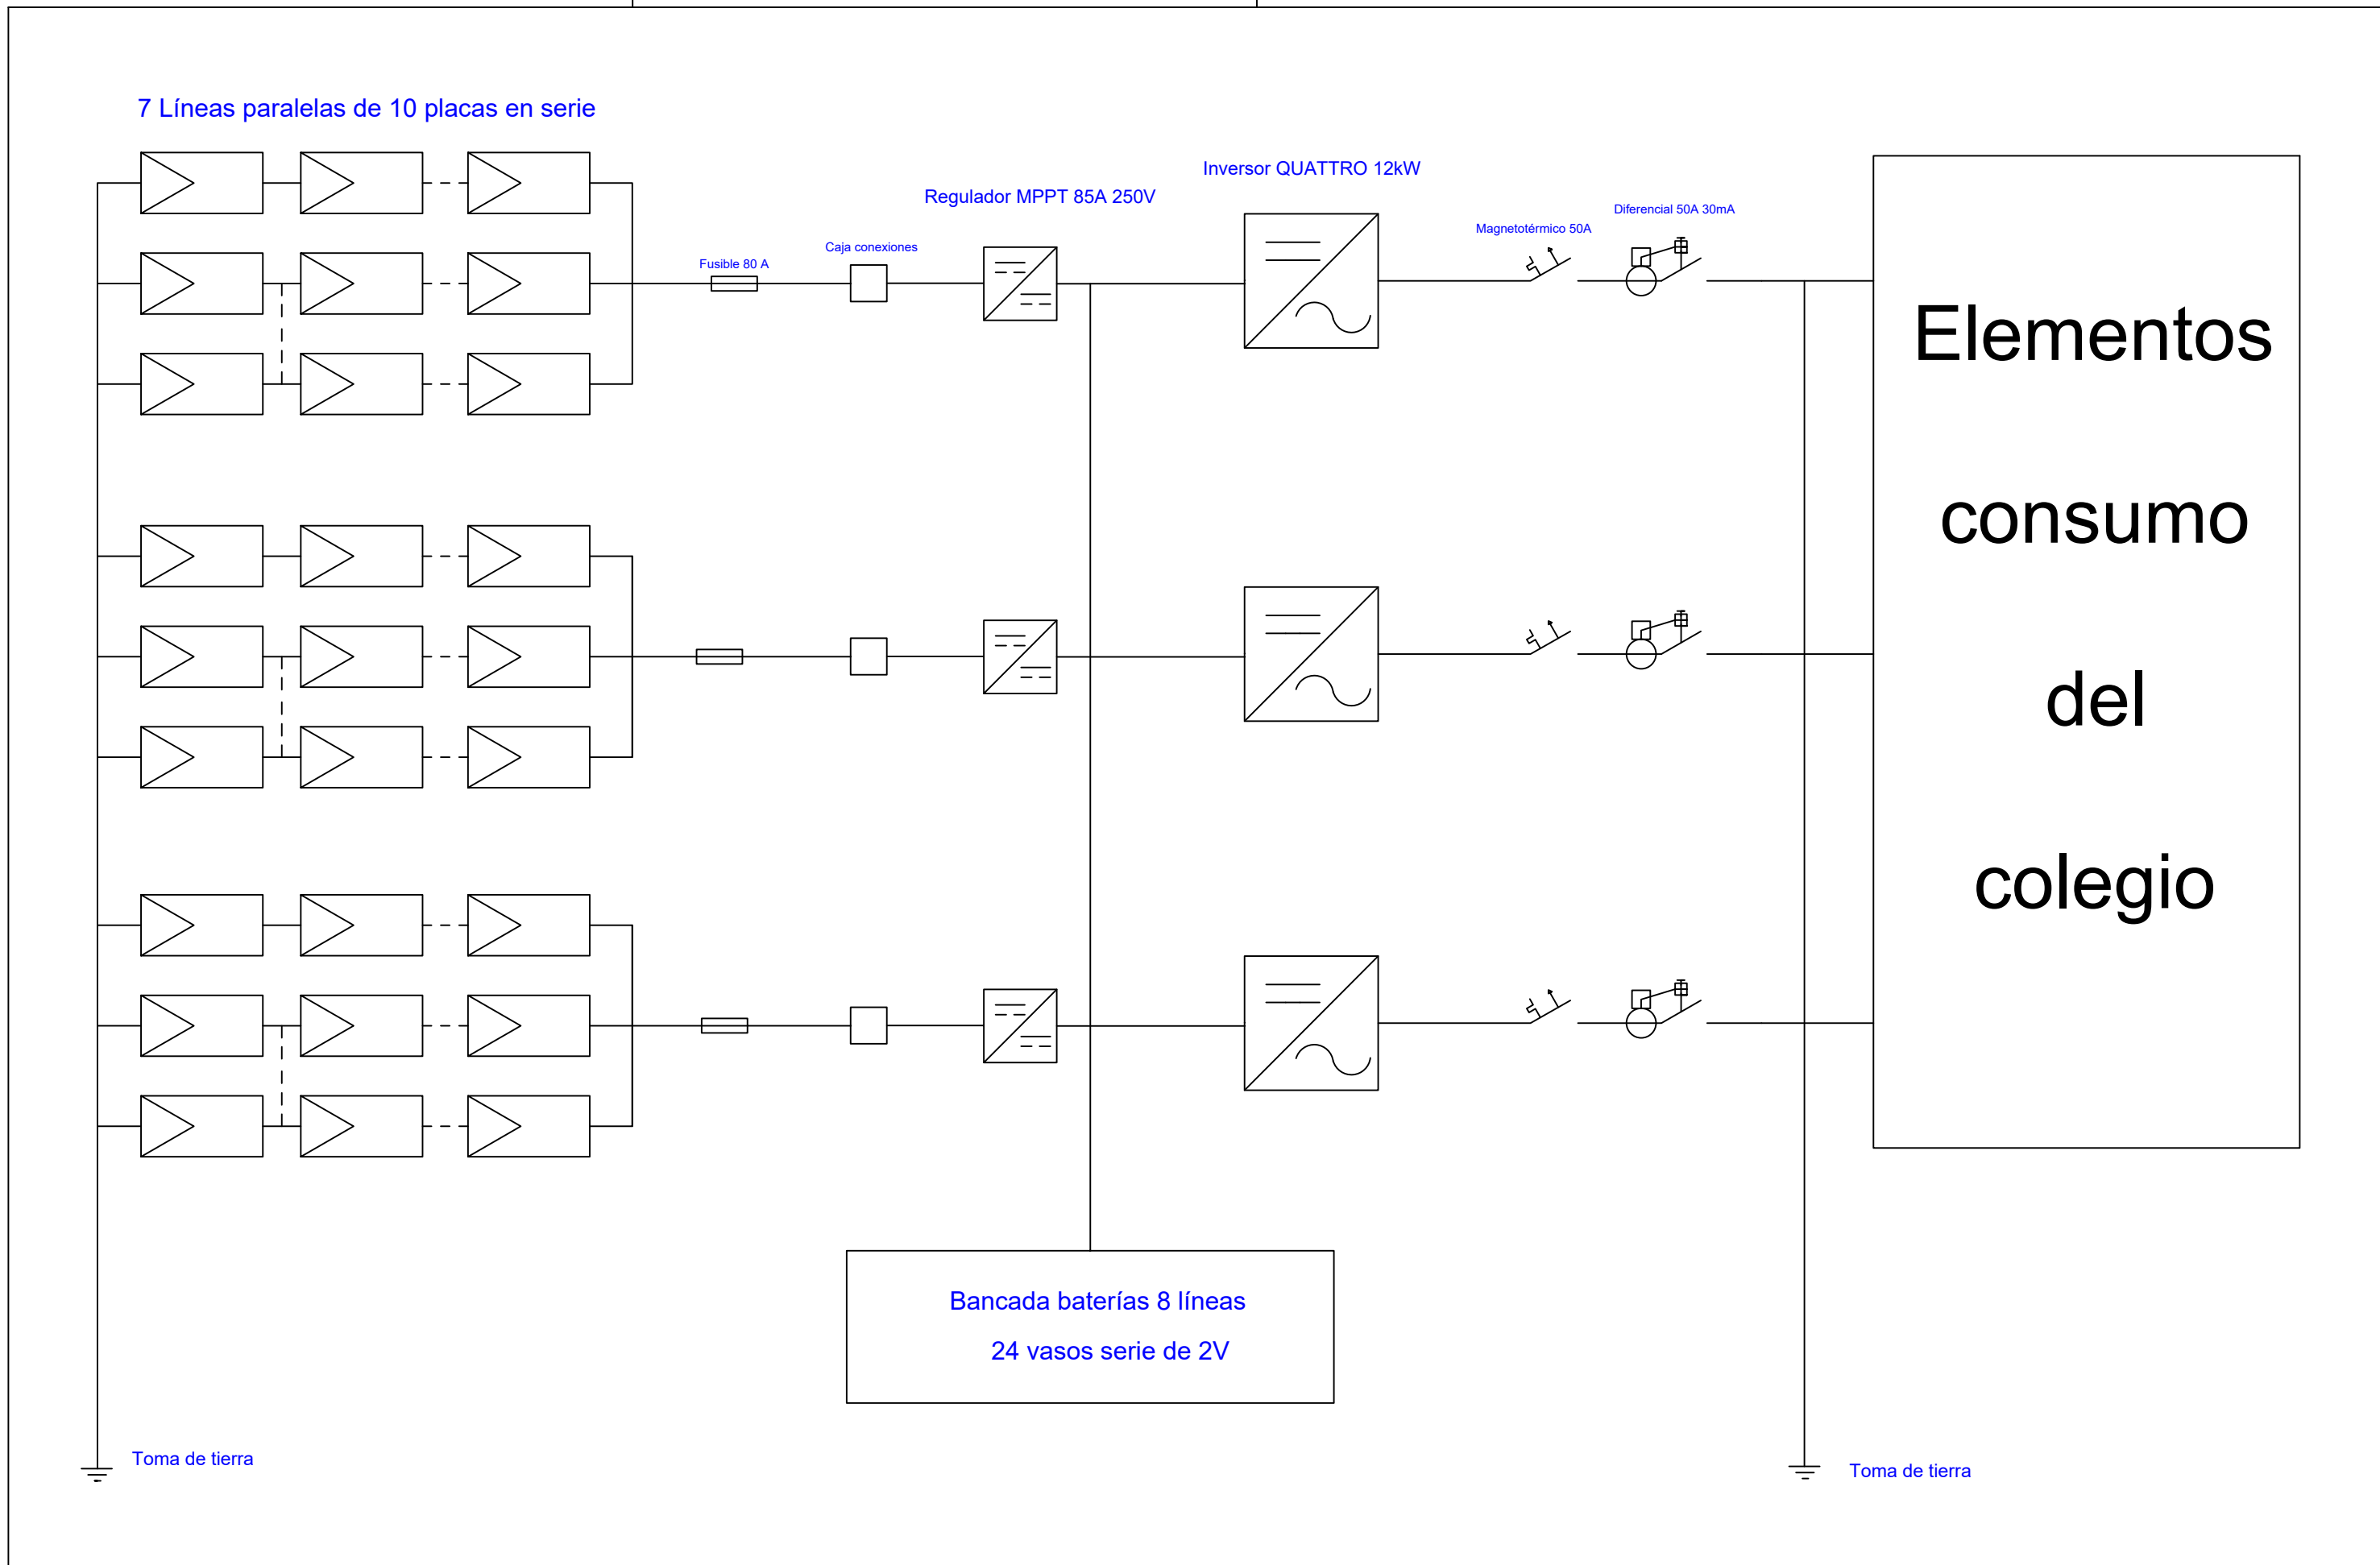 7 Líneas paralelas de 10 placas en serie
Inversor QUATTRO 12kW
Regulador MPPT 85A 250V
Diferencial 50A 30mA
Magnetotérmico 50A
Caja conexiones
Fusible 80 A
Elementos
consumo
del
colegio
Bancada baterías 8 líneas
24 vasos serie de 2V
Toma de tierra
Toma de tierra